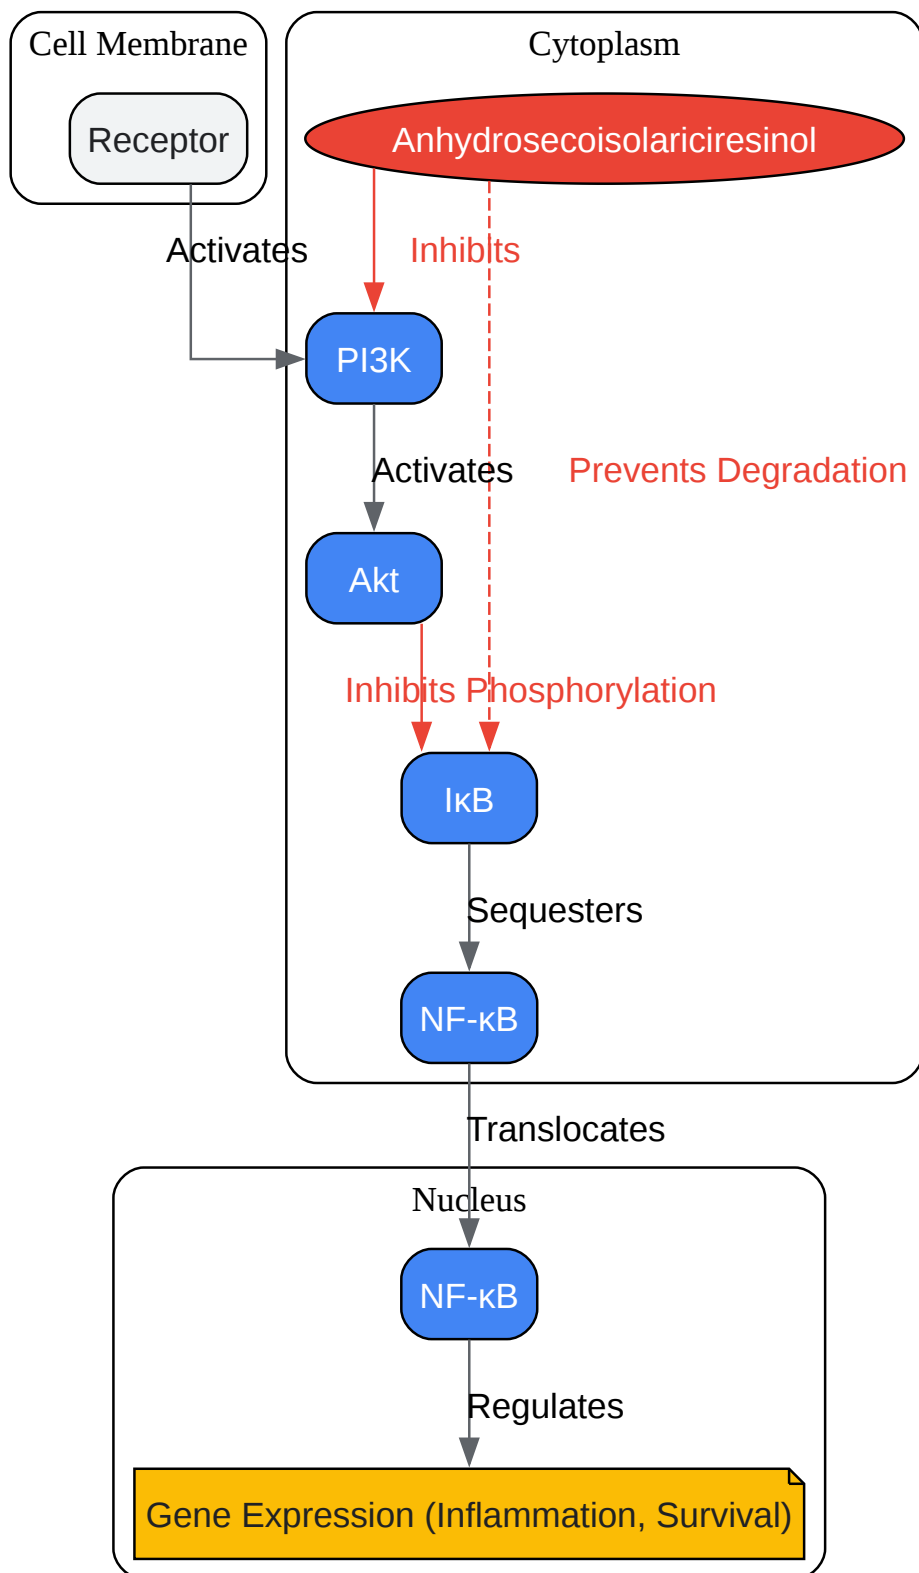 Cell Membrane
Cytoplasm
Receptor
Anhydrosecoisolariciresinol
Activates
Inhibits
PI3K
Activates
Prevents Degradation
Akt
Inhibits Phosphorylation
IκB
Sequesters
NF-κB
Translocates
Nucleus
NF-κB
Regulates
Gene Expression (Inflammation, Survival)